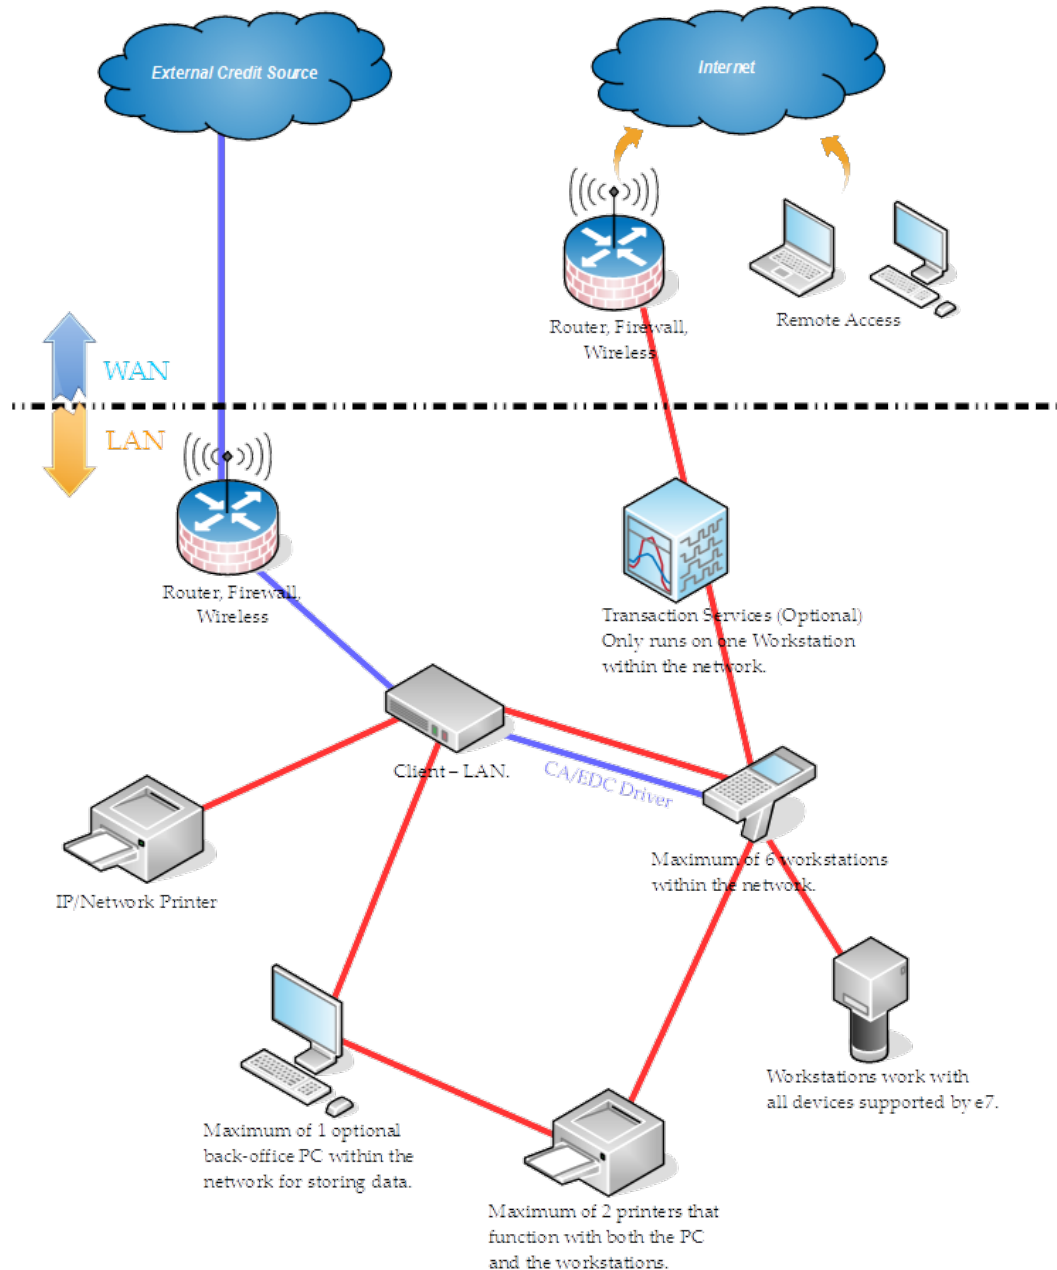 External Credit Source
Internet
Router, Firewall,
Wireless
Remote Access
WAN
LAN
Router, Firewall,
Wireless
Transaction Services (Optional)
Only runs on one Workstation
within the network.
Client – LAN.
CA/EDC Driver
Maximum of 6 workstations
within the network.
IP/Network Printer
Workstations work with
all devices supported by e7.
Maximum of 1 optional
back-office PC within the
network for storing data.
Maximum of 2 printers that
function with both the PC
and the workstations.